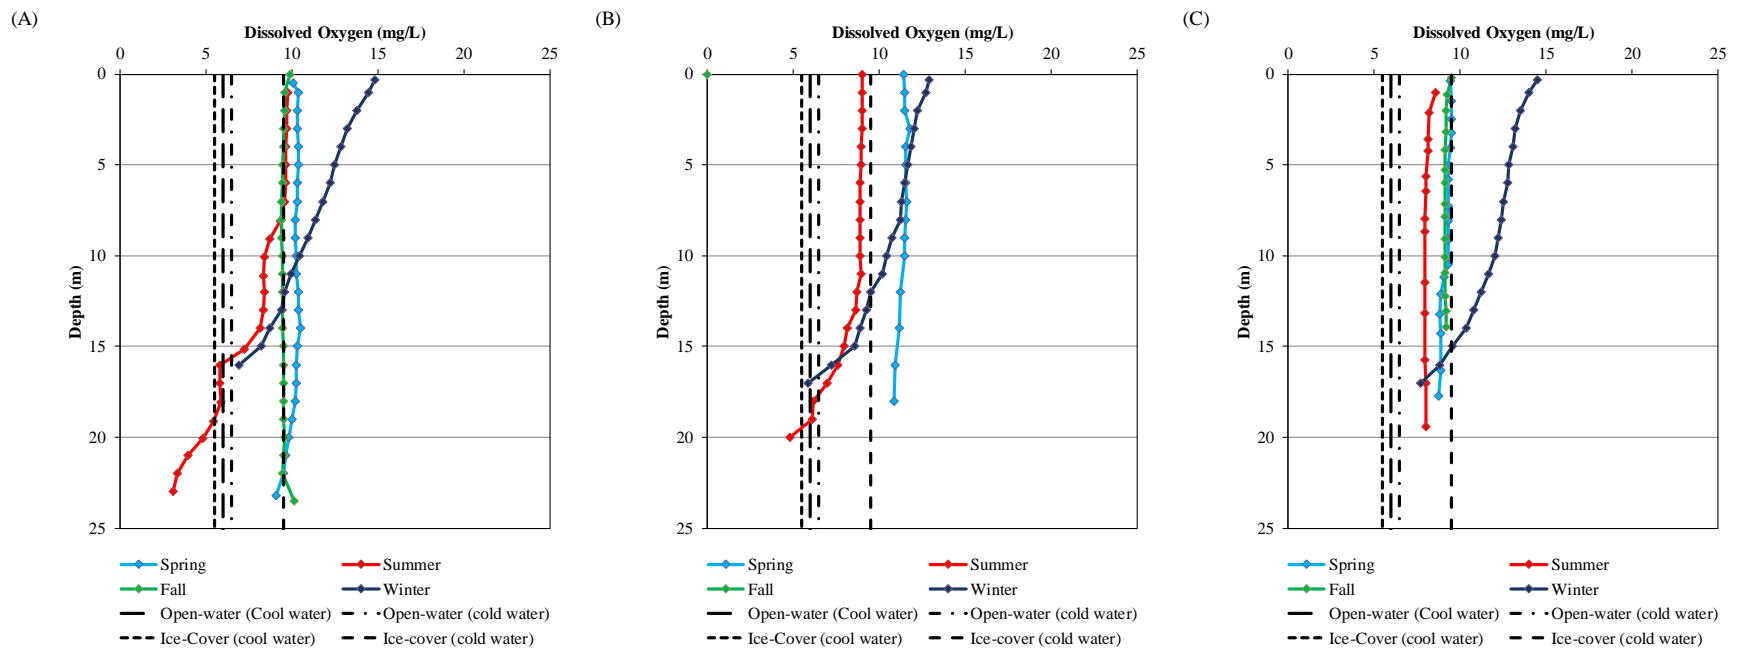 (A)
Dissolved Oxygen (mg/L)
0 5 10 15 20 25
0
5
10
15
20
25
Depth (m)
Spring Summer
Fall Winter
Open-water (Cool water) Open-water (cold water)
Ice-Cover (cool water) Ice-cover (cold water)
(B)
Dissolved Oxygen (mg/L)
0 5 10 15 20 25
0
5
10
15
20
25
Depth (m)
Spring Summer
Fall Winter
Open-water (Cool water) Open-water (cold water)
Ice-Cover (cool water) Ice-cover (cold water)
(C)
Dissolved Oxygen (mg/L)
0 5 10 15 20 25
0
5
10
15
20
25
Depth (m)
Spring Summer
Fall Winter
Open-water (Cool water) Open-water (cold water)
Ice-Cover (cool water) Ice-cover (cold water)